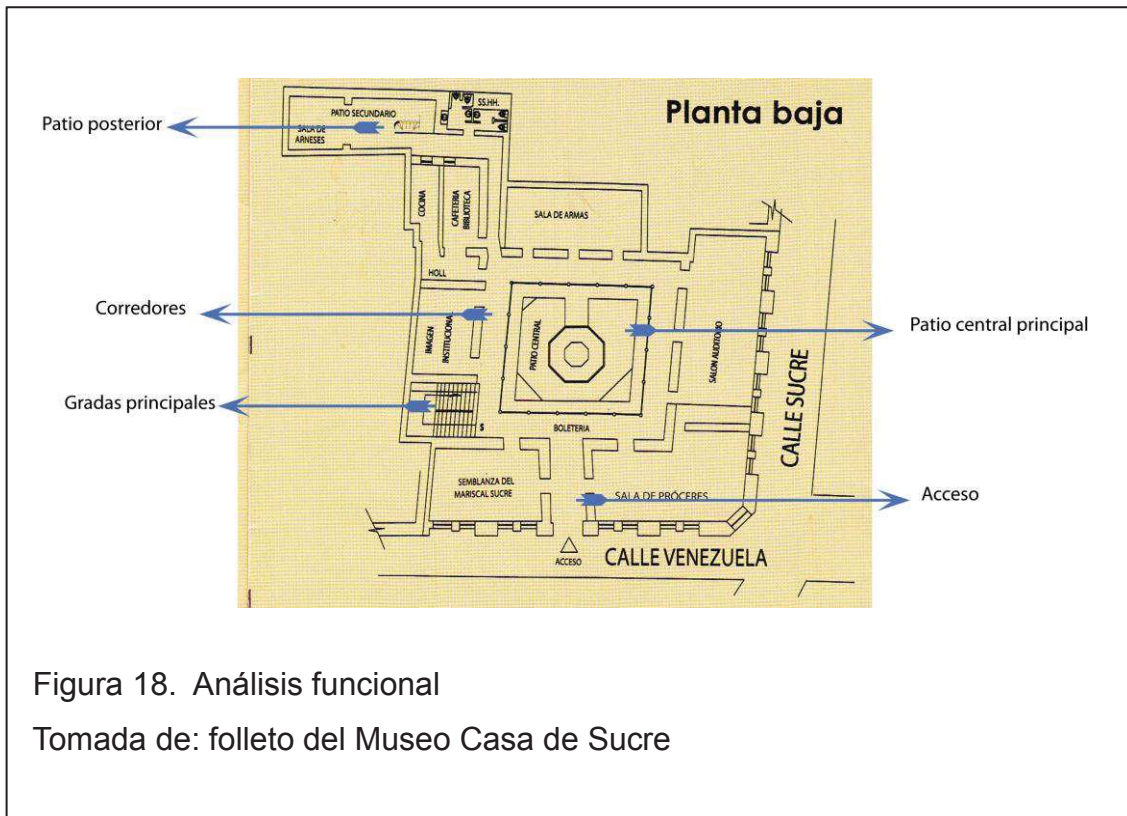 Planta baja
SS.HH.
PATIO SECUNDARIO
Patio posterior
SALA DE
ARNESES
COCINA
CAFETERIA
BIBLIOTECA
SALA DE ARMAS
HOLL
Corredores
IMAGEN
INSTITUCIONAL
PATIO CENTRAL
SALON AUDITORIO
Patio central principal
CALLE SUCRE
Gradas principales
S
BOLETERIA
SEMBLANZA DEL
MARISCAL SUCRE
SALA DE PRÓCERES
Acceso
ACCESO
CALLE VENEZUELA
Figura 18. Análisis funcional
Tomada de: folleto del Museo Casa de Sucre